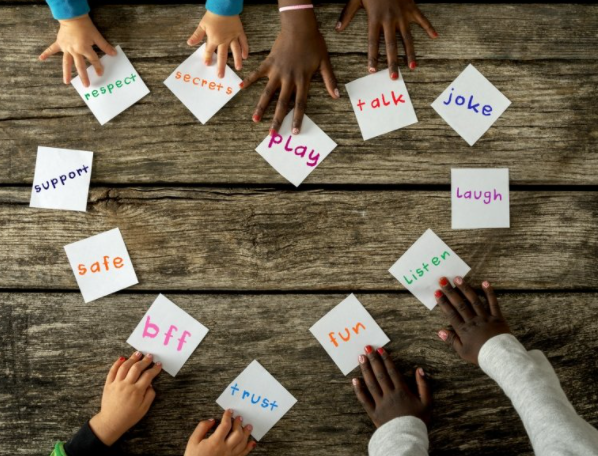 respect
secrets
talk
joke
play
support
laugh
safe
Listen
bff
fun
trust